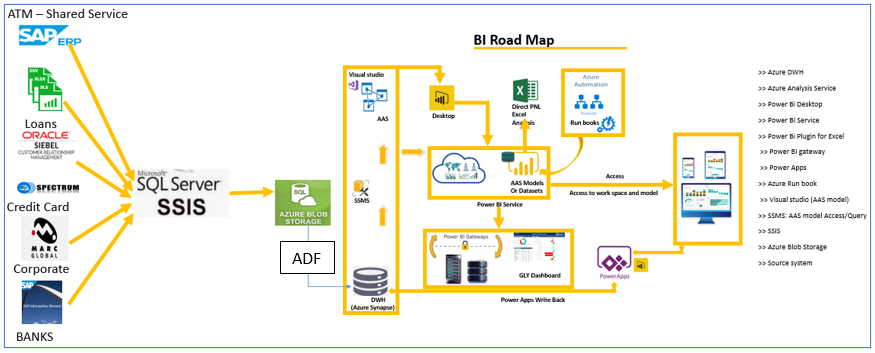 ATM – Shared Service
SAP ERP
CSV
XLSX
XLS
Loans
ORACLE
SIEBEL
CUSTOMER RELATIONSHIP
MANAGEMENT
SPECTRUM
Credit Card
MARC
GLOBAL
Corporate
SAP
BANKS
Microsoft
SQL Server
SSIS
SQL
AZURE BLOB
STORAGE
ADF
BI Road Map
Visual studio
AAS
SSMS
DWH
(Azure Synapse)
Desktop
Direct PNL
Excel
Analysis
Azure
Automation
Run books
AAS Models
Or Datasets
Power BI Service
Power BI Gateways
GLY Dashboard
Access
Access to work space and model
PowerApps
Power Apps Write Back
>> Azure DWH
>> Azure Analysis Service
>> Power Bi Desktop
>> Power BI Service
>> Power Bi Plugin for Excel
>> Power BI gateway
>> Power Apps
>> Azure Run book
>> Visual studio (AAS model)
>> SSMS: AAS model Access/Query
>> SSIS
>> Azure Blob Storage
>> Source system